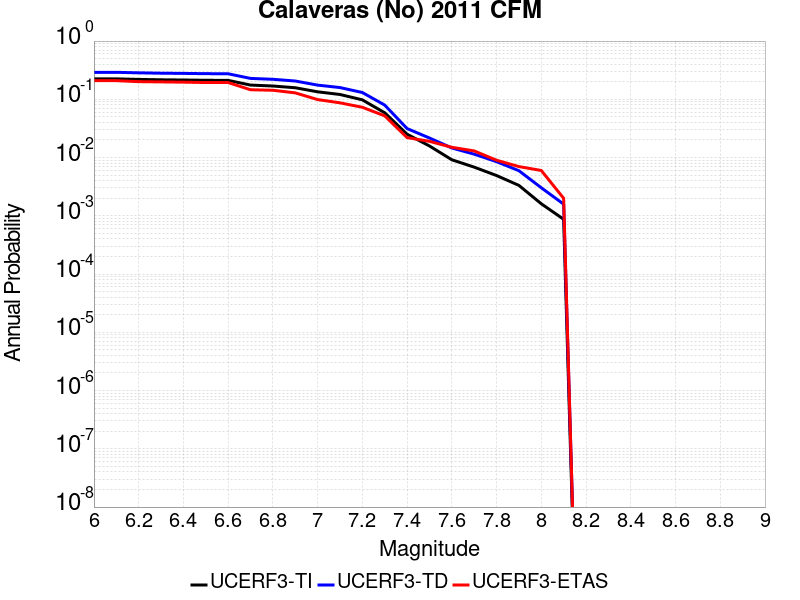 Calaveras (No) 2011 CFM
10^0
10^-1
10^-2
10^-3
10^-4
10^-5
10^-6
10^-7
10^-8
Annual Probability
6 6.2 6.4 6.6 6.8 7 7.2 7.4 7.6 7.8 8 8.2 8.4 8.6 8.8 9
Magnitude
UCERF3-TI UCERF3-TD UCERF3-ETAS